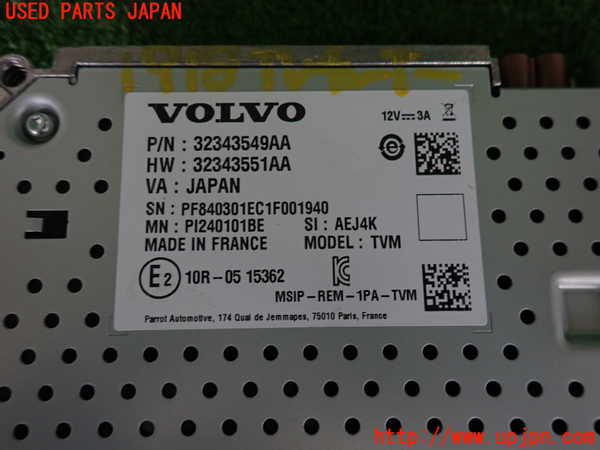 USED PARTS JAPAN
VOLVO
12V 3A
P/N : 32343549AA
HW : 32343551AA
VA : JAPAN
SN : PF840301EC1F001940
MN : PI240101BE SI : AEJ4K
MADE IN FRANCE MODEL : TVM
E2 10R-05 15362
MSIP-REM-1PA-TVM
Parrot Automotive, 174 Quai de Jemmapes, 75010 Paris, France
http://www.upjpn.com